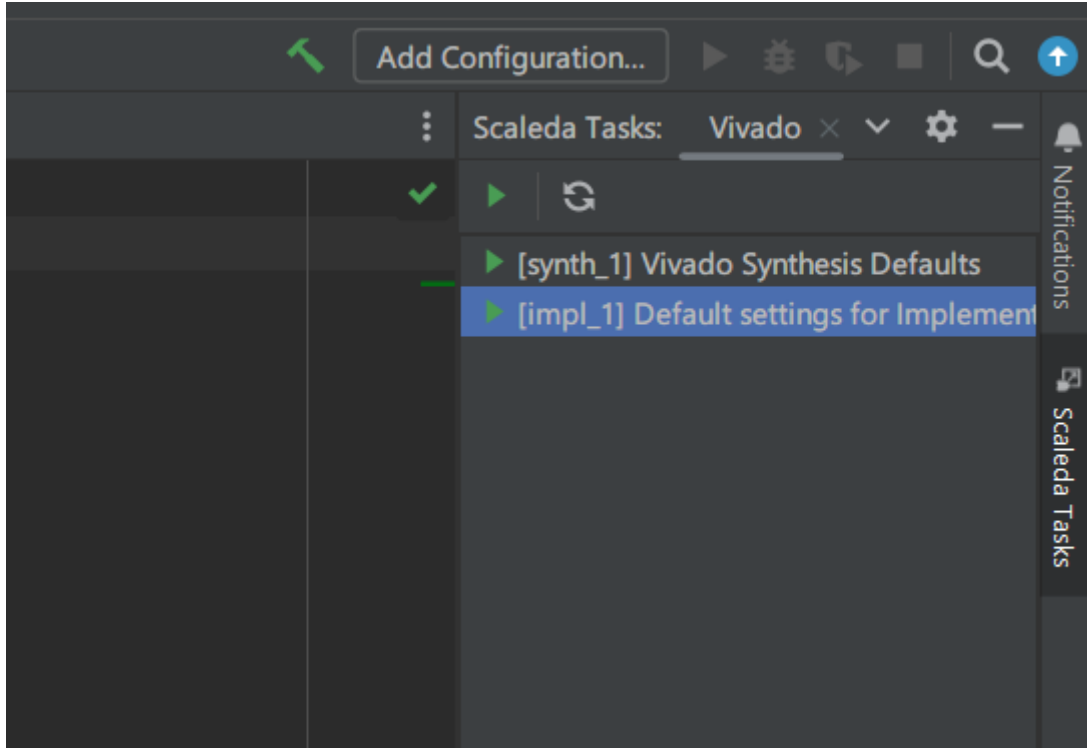 Add Configuration...
Scaleda Tasks: Vivado
[synth_1] Vivado Synthesis Defaults
[impl_1] Default settings for Implement
Notifications
Scaleda Tasks